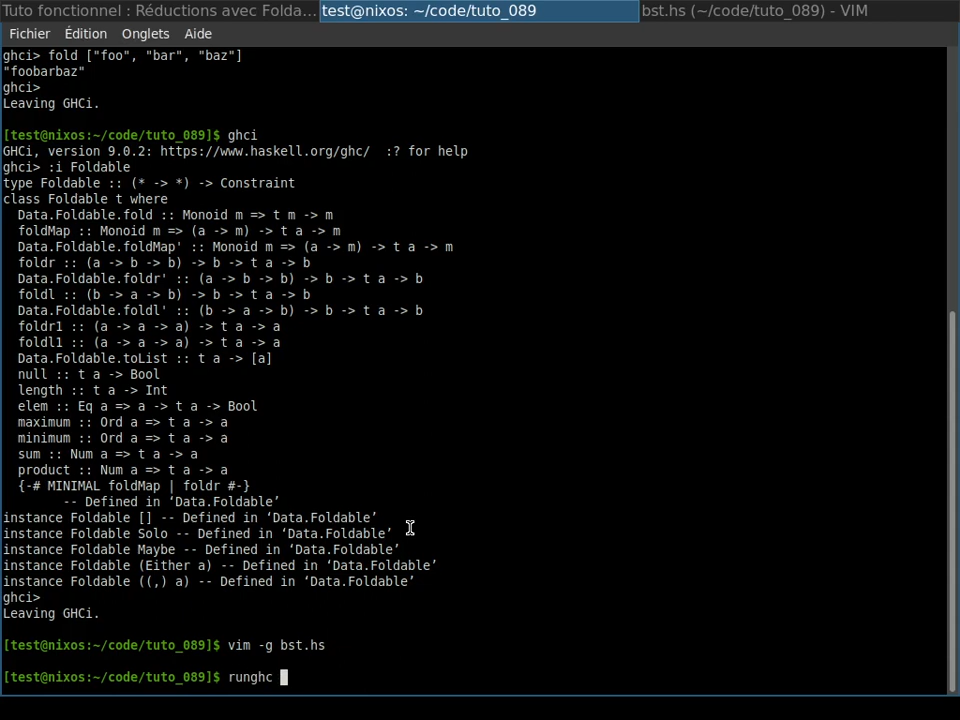 Tuto fonctionnel : Réductions avec Folda...
test@nixos: ~/code/tuto_089
bst.hs (~/code/tuto_089) - VIM
Fichier Édition Onglets Aide
ghci> fold ["foo", "bar", "baz"]
"foobarbaz"
ghci>
Leaving GHCi.
[test@nixos:~/code/tuto_089]$ ghci
GHCi, version 9.0.2: https://www.haskell.org/ghc/  :? for help
ghci> :i Foldable
type Foldable :: (* -> *) -> Constraint
class Foldable t where
  Data.Foldable.fold :: Monoid m => t m -> m
  foldMap :: Monoid m => (a -> m) -> t a -> m
  Data.Foldable.foldMap' :: Monoid m => (a -> m) -> t a -> m
  foldr :: (a -> b -> b) -> b -> t a -> b
  Data.Foldable.foldr' :: (a -> b -> b) -> b -> t a -> b
  foldl :: (b -> a -> b) -> b -> t a -> b
  Data.Foldable.foldl' :: (b -> a -> b) -> b -> t a -> b
  foldr1 :: (a -> a -> a) -> t a -> a
  foldl1 :: (a -> a -> a) -> t a -> a
  Data.Foldable.toList :: t a -> [a]
  null :: t a -> Bool
  length :: t a -> Int
  elem :: Eq a => a -> t a -> Bool
  maximum :: Ord a => t a -> a
  minimum :: Ord a => t a -> a
  sum :: Num a => t a -> a
  product :: Num a => t a -> a
  {-# MINIMAL foldMap | foldr #-}
        -- Defined in ‘Data.Foldable’
instance Foldable [] -- Defined in ‘Data.Foldable’
instance Foldable Solo -- Defined in ‘Data.Foldable’
instance Foldable Maybe -- Defined in ‘Data.Foldable’
instance Foldable (Either a) -- Defined in ‘Data.Foldable’
instance Foldable ((,) a) -- Defined in ‘Data.Foldable’
ghci>
Leaving GHCi.
[test@nixos:~/code/tuto_089]$ vim -g bst.hs
[test@nixos:~/code/tuto_089]$ runghc